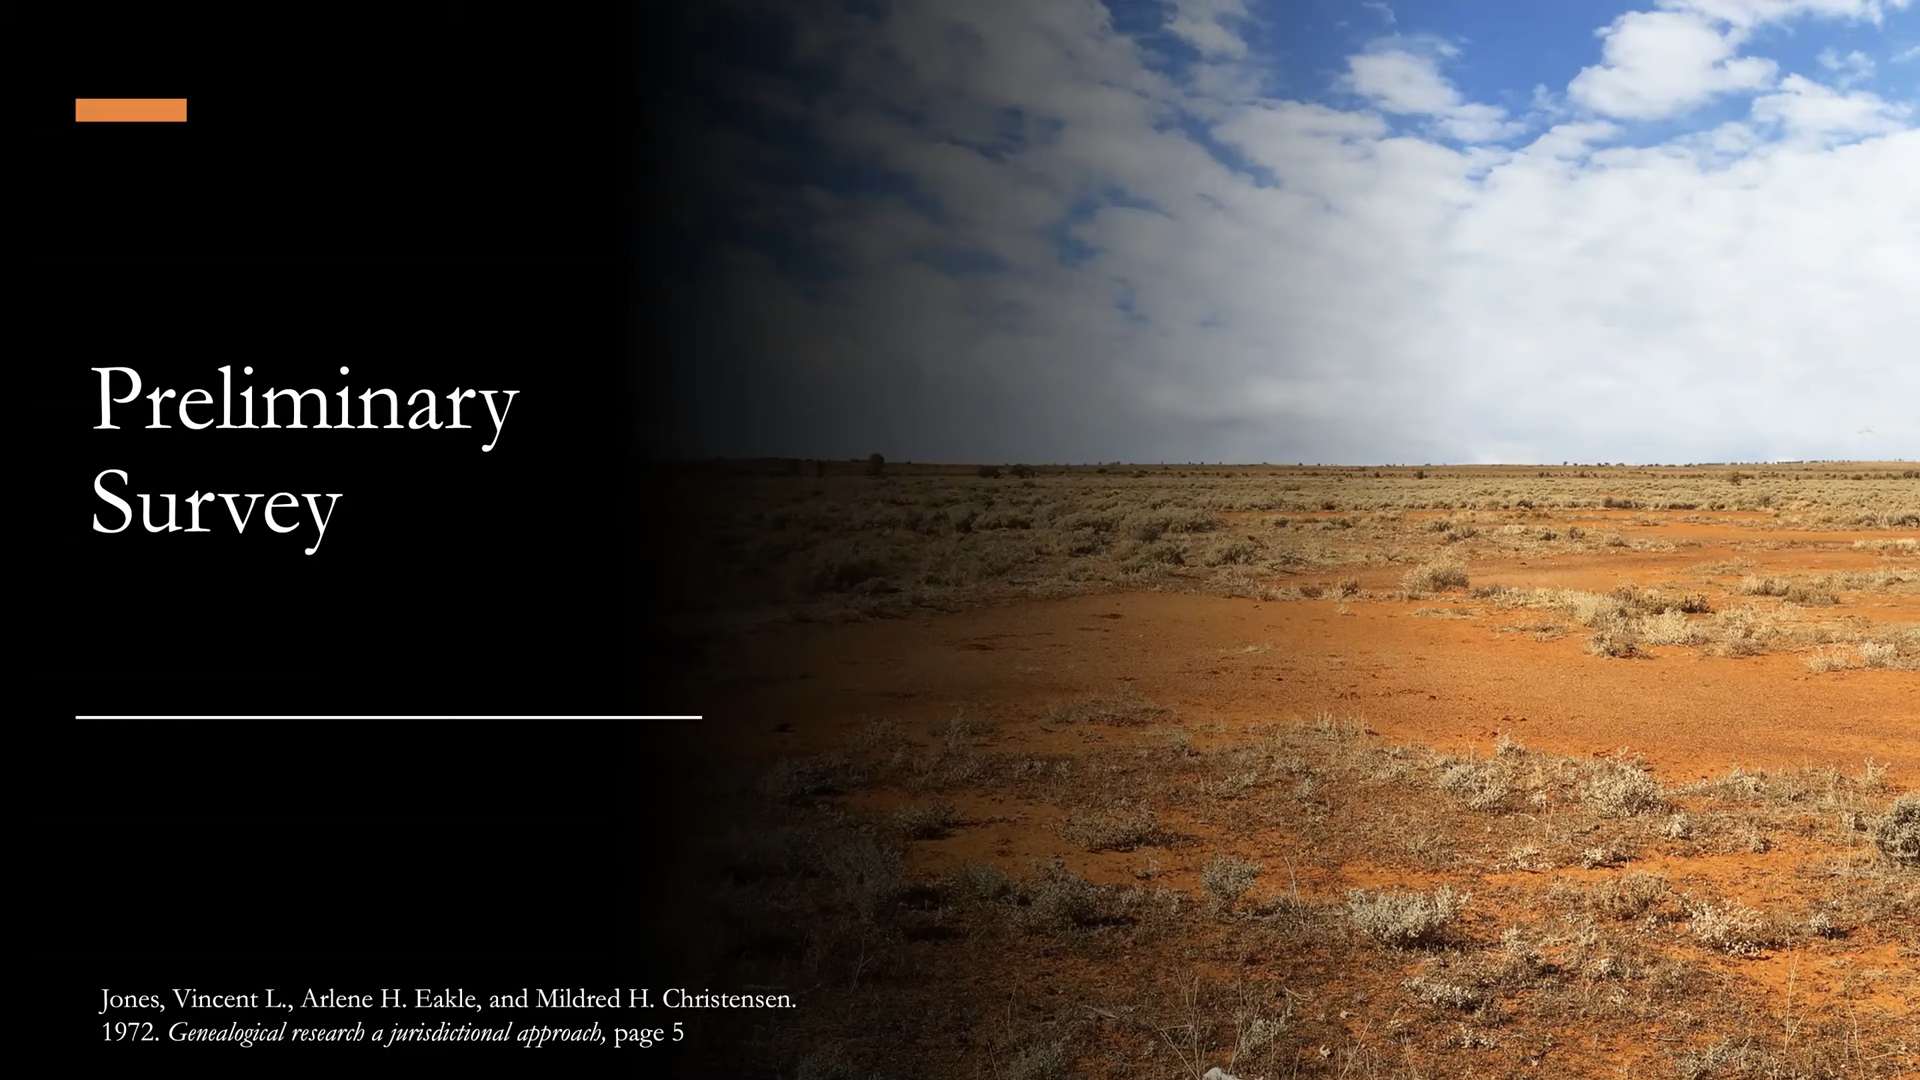 Preliminary
Survey
Jones, Vincent L., Arlene H. Eakle, and Mildred H. Christensen.
1972. Genealogical research a jurisdictional approach, page 5